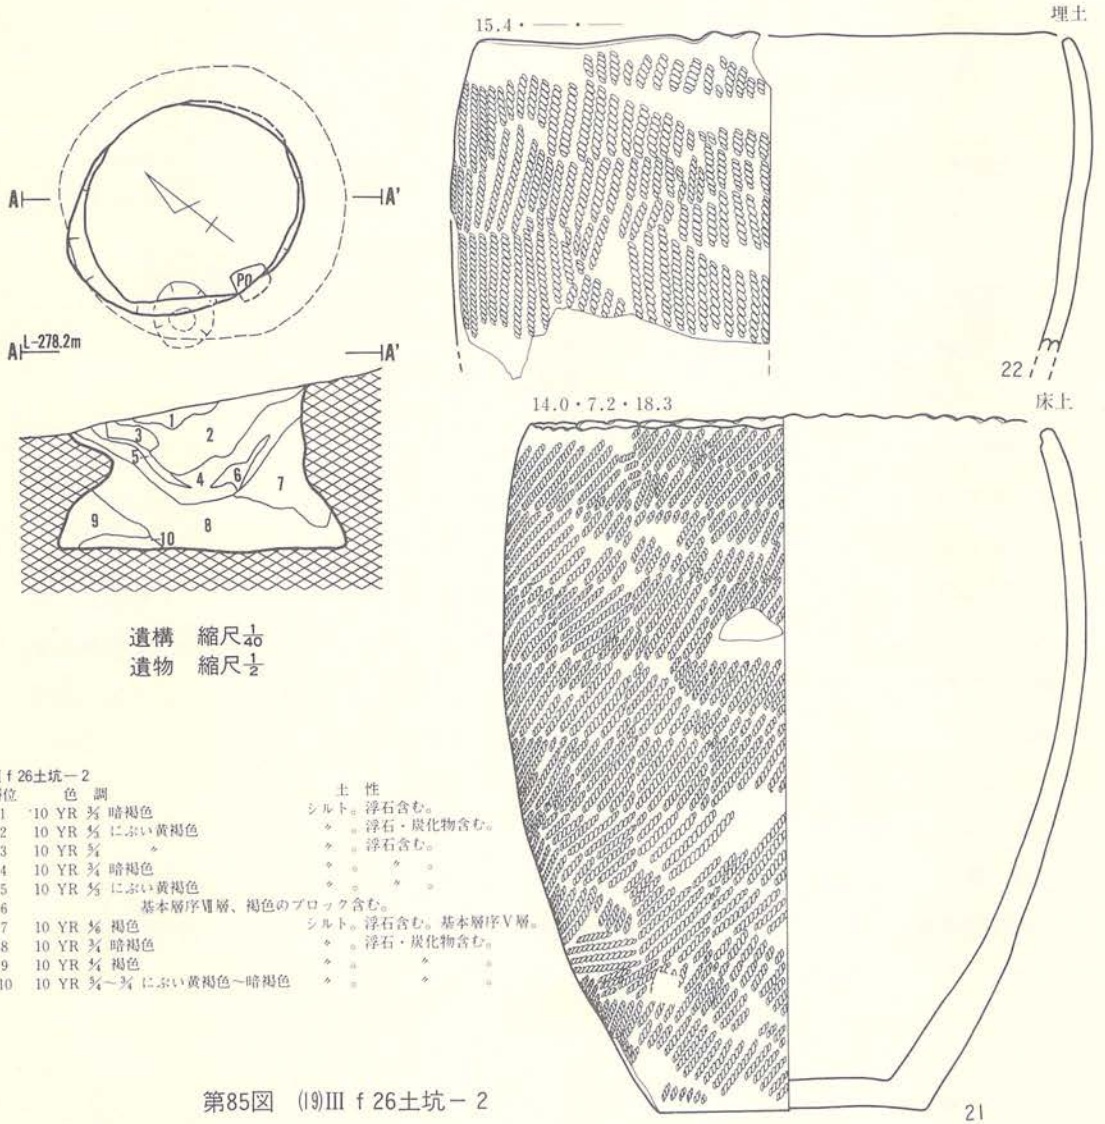 15.4・―・―
埋土
A
A'
Po
L-278.2m
A
A'
1
2
3
5
4
6
7
9
8
10
22
14.0・7.2・18.3
床上
遺構 縮尺1/40
遺物 縮尺1/2
f 26土坑-2
位 色 調 土 性
1 10 YR 暗褐色 シルト。浮石含む。
2 10 YR にぶい黄褐色 〃。浮石・炭化物含む。
3 10 YR 〃 〃。浮石含む。
4 10 YR 暗褐色 〃。〃。
5 10 YR にぶい黄褐色 〃。〃。
6 基本層序Ⅶ層、褐色のブロック含む。
7 10 YR 褐色 シルト。浮石含む。基本層序Ⅴ層。
8 10 YR 暗褐色 〃。浮石・炭化物含む。
9 10 YR 褐色 〃。〃。
10 10 YR にぶい黄褐色~暗褐色 〃。〃。
第85図 (19)III f 26土坑-2
21